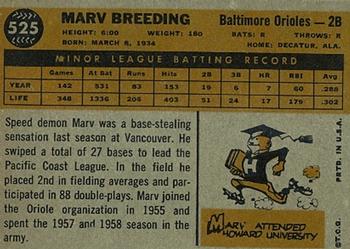 525
MARV BREEDING
Baltimore Orioles — 2B
HEIGHT: 6:00 WEIGHT: 180 BATS: R THROWS: R
BORN: MARCH 8, 1934 HOME: DECATUR, ALA.
MINOR LEAGUE BATTING RECORD
Games At Bat Runs Hits 2B 3B HR RBI Avg
YEAR 142 531 83 153 24 2 7 60 .288
LIFE 348 1336 205 403 51 24 17 179 .302
Speed demon Marv was a base-stealing
sensation last season at Vancouver. He
swiped a total of 27 bases to lead the
Pacific Coast League. In the field he
placed 2nd in fielding averages and par-
ticipated in 88 double-plays. Marv joined
the Oriole organization in 1955 and
spent the 1957 and 1958 season in the
army.
H
MARV ATTENDED
HOWARD UNIVERSITY
©T.C.G. PRTD. IN U.S.A.